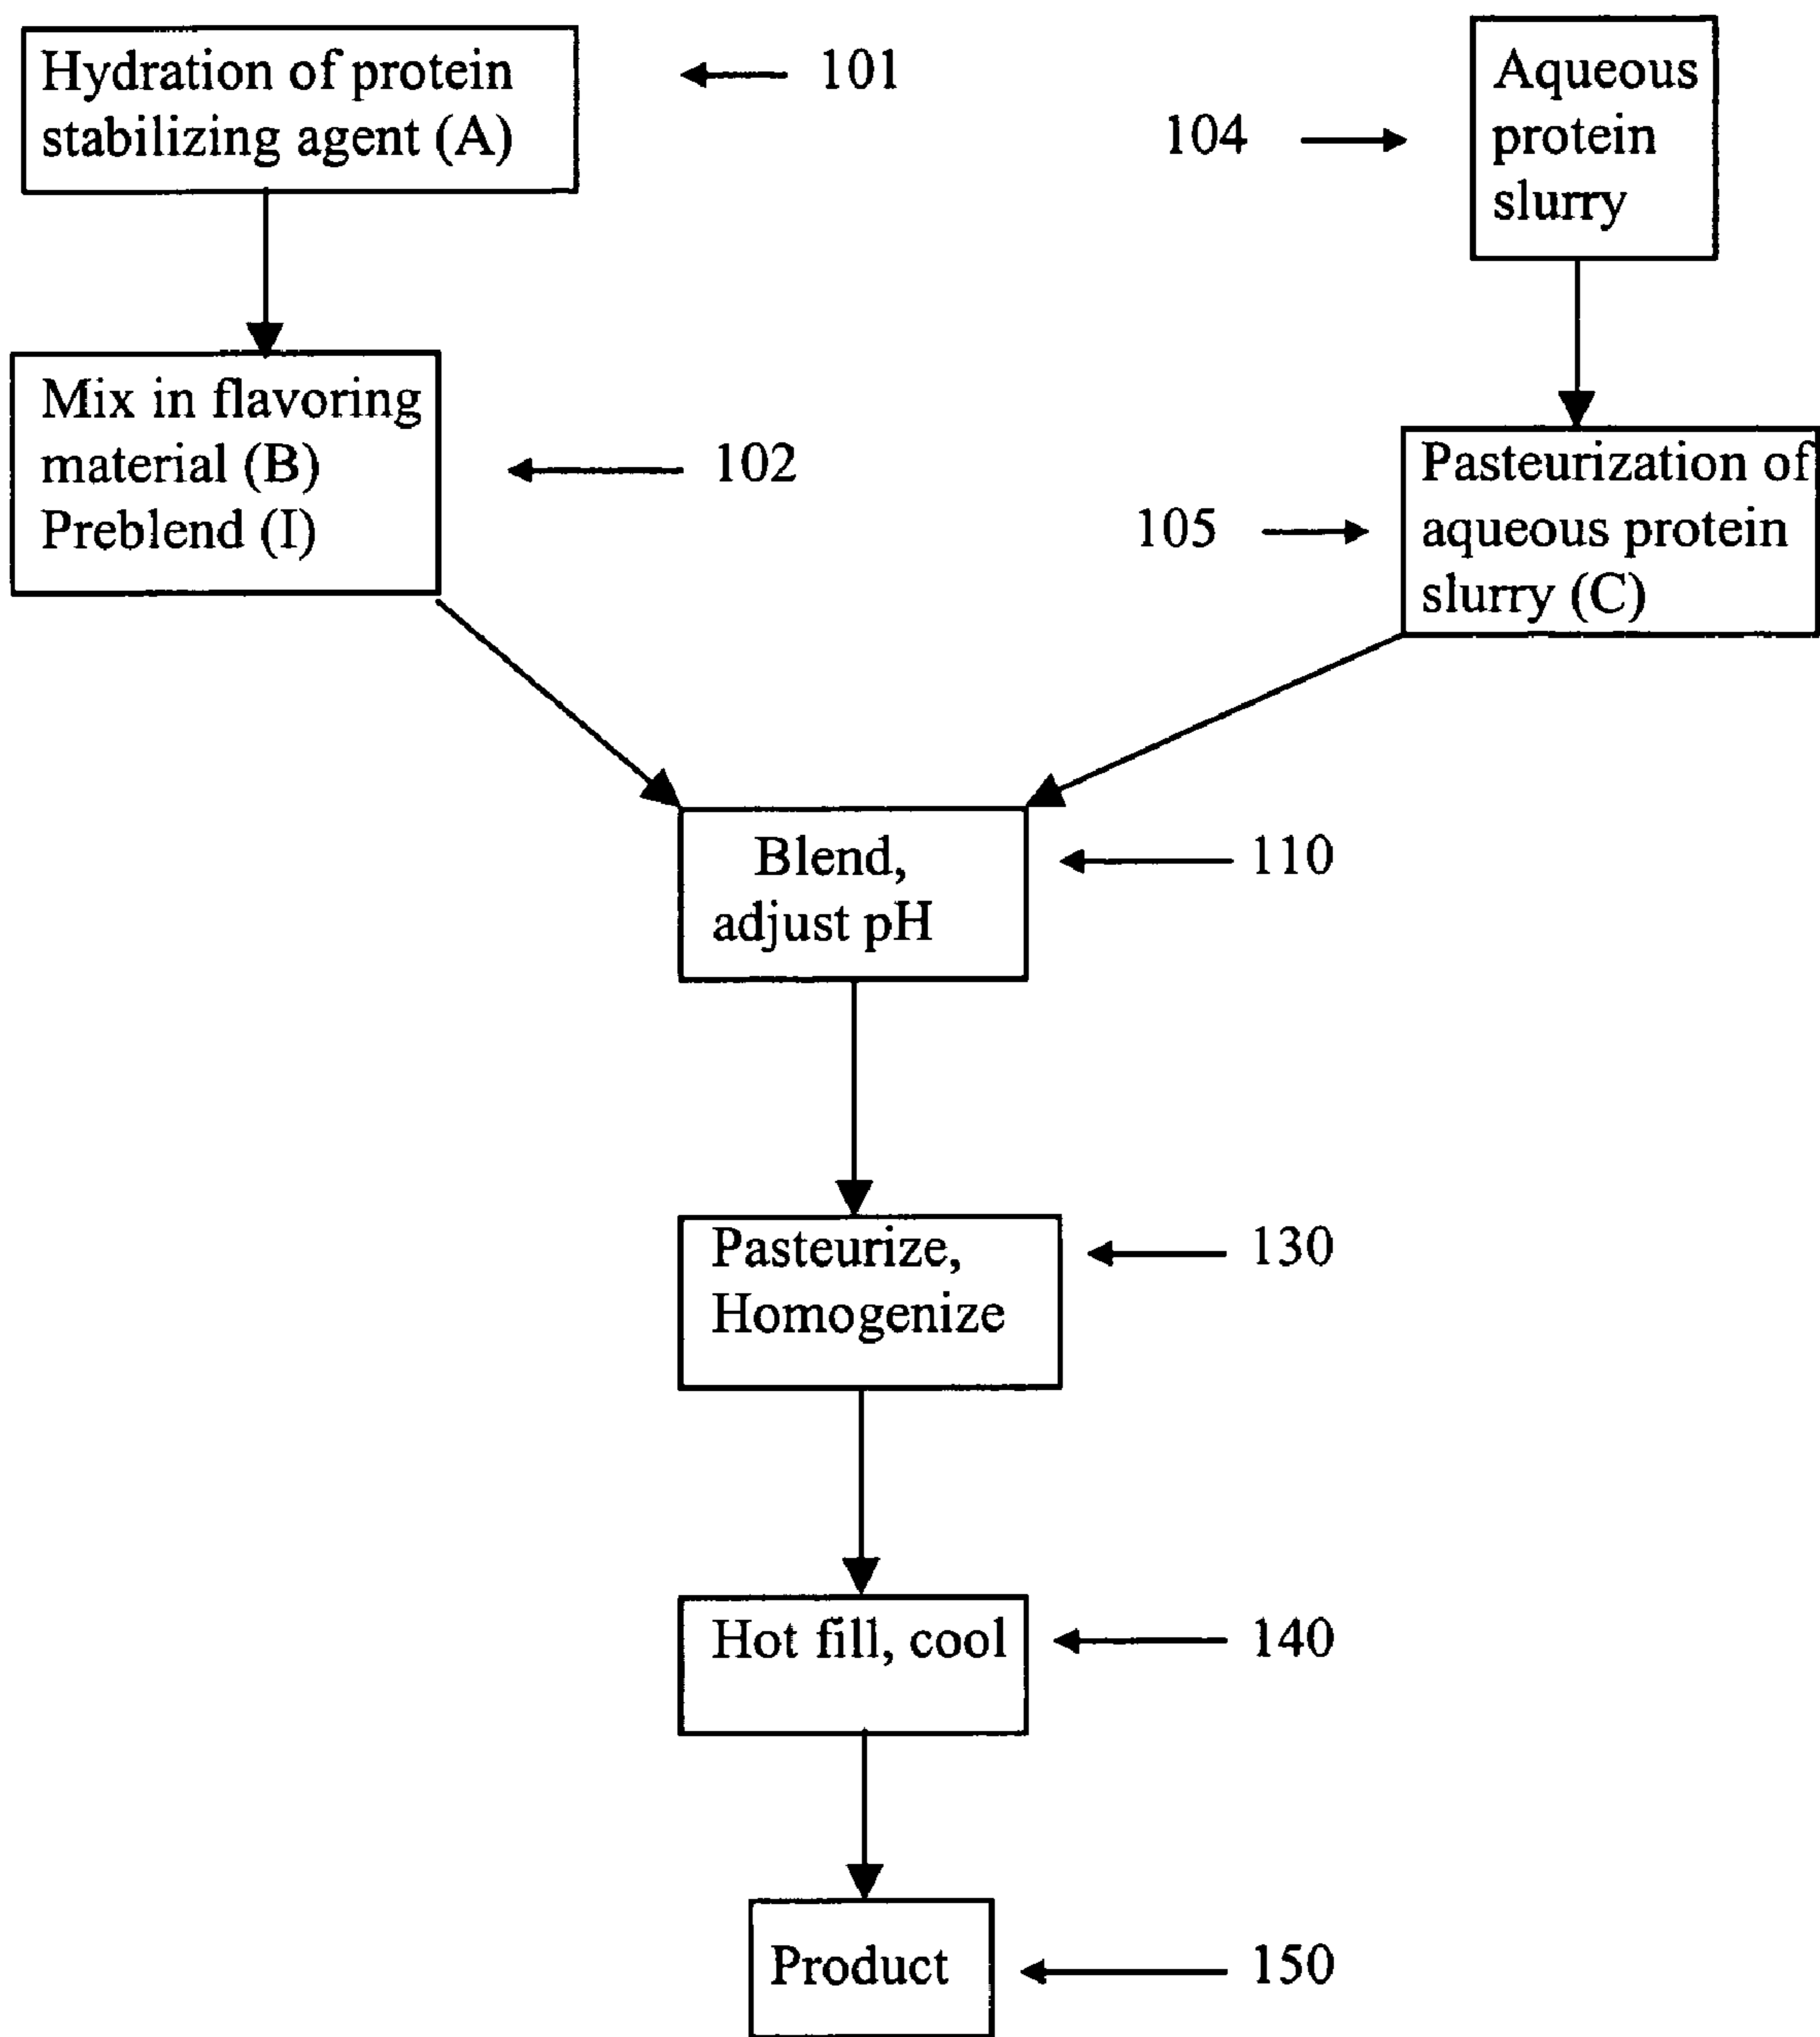 Hydration of protein
stabilizing agent (A)
101
Aqueous
protein
slurry
104
Mix in flavoring
material (B)
Preblend (I)
102
Pasteurization of
aqueous protein
slurry (C)
105
Blend,
adjust pH
110
Pasteurize,
Homogenize
130
Hot fill, cool
140
Product
150